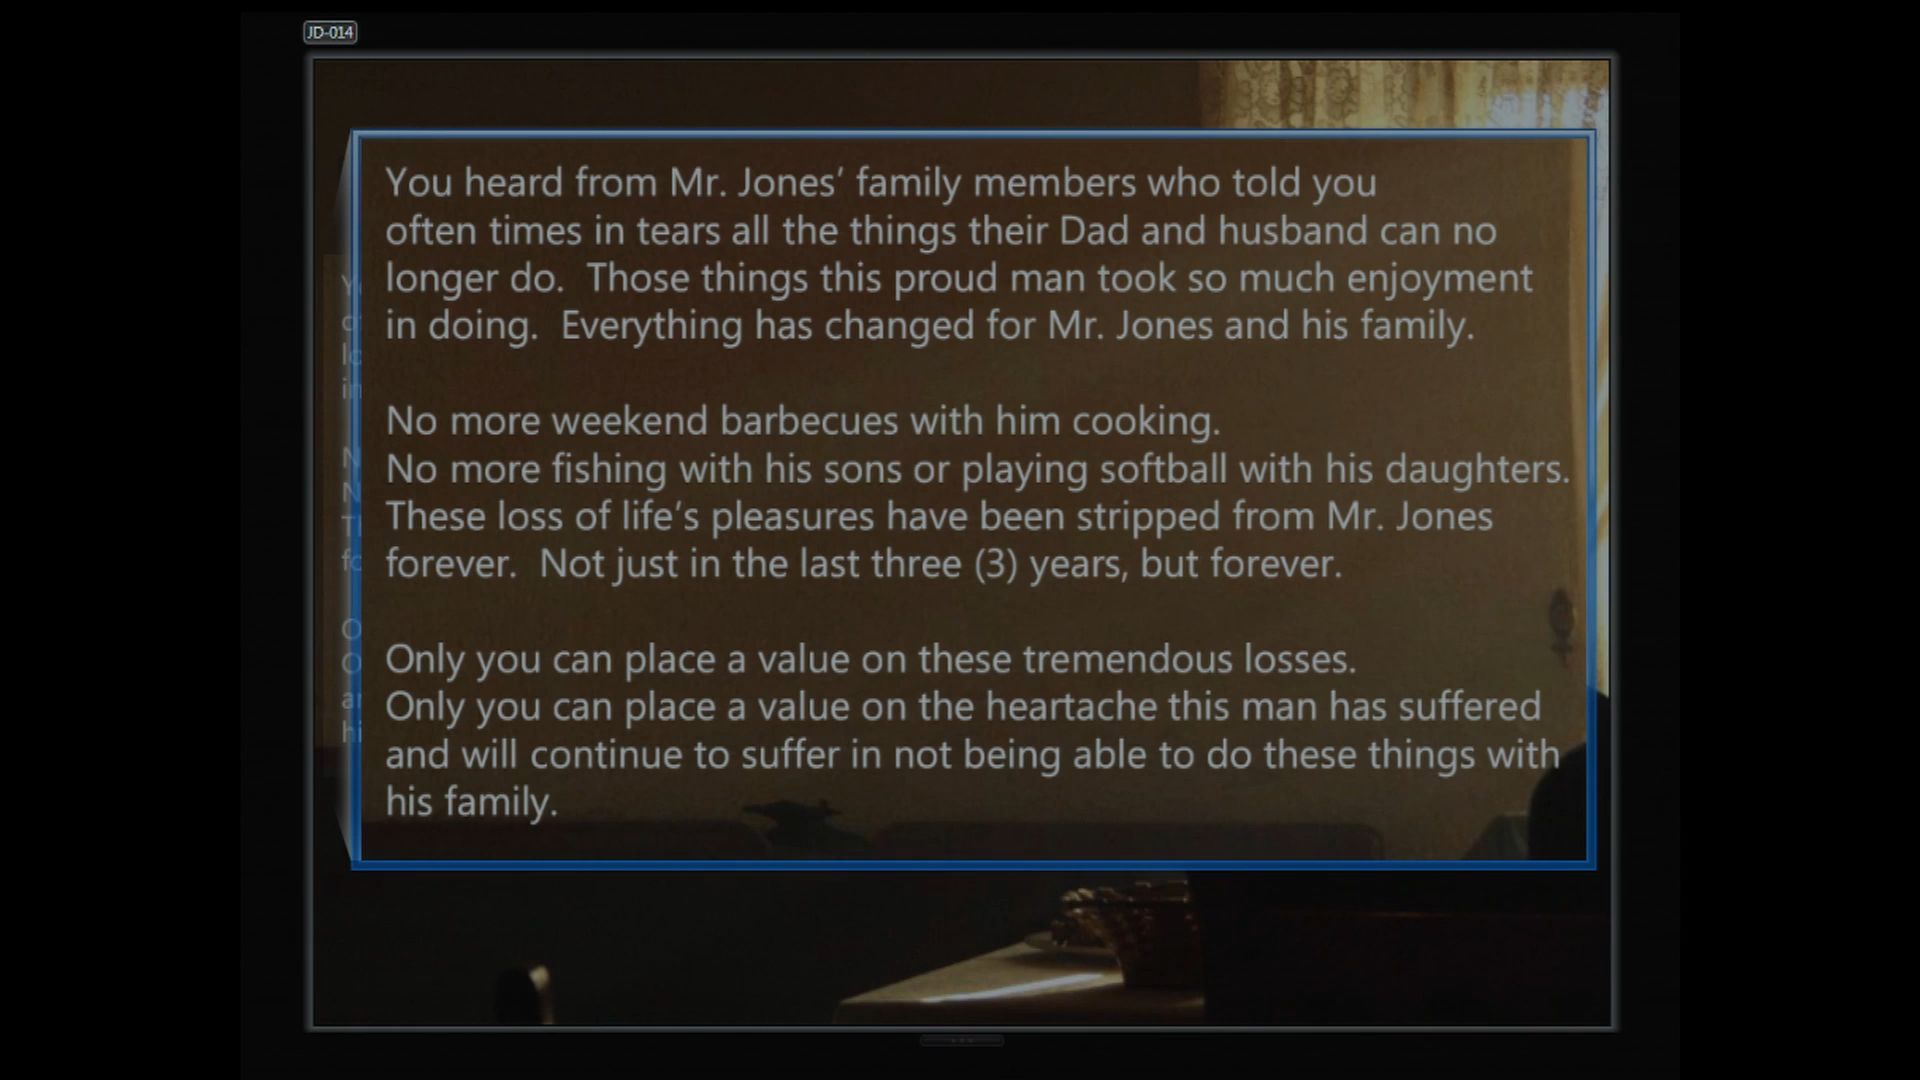 JD-014
You heard from Mr. Jones’ family members who told you
often times in tears all the things their Dad and husband can no
longer do.  Those things this proud man took so much enjoyment
in doing.  Everything has changed for Mr. Jones and his family.
No more weekend barbecues with him cooking.
No more fishing with his sons or playing softball with his daughters.
These loss of life’s pleasures have been stripped from Mr. Jones
forever.  Not just in the last three (3) years, but forever.
Only you can place a value on these tremendous losses.
Only you can place a value on the heartache this man has suffered
and will continue to suffer in not being able to do these things with
his family.